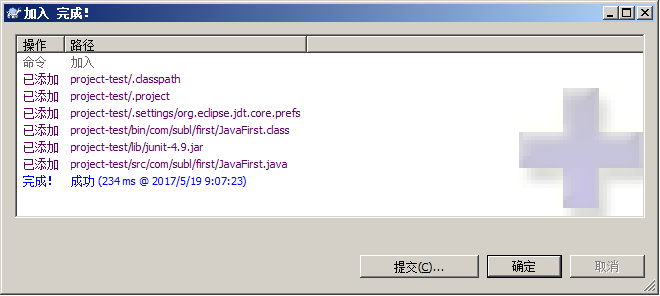 加入 完成!
操作 路径
命令 加入
已添加 project-test/.classpath
已添加 project-test/.project
已添加 project-test/.settings/org.eclipse.jdt.core.prefs
已添加 project-test/bin/com/subl/first/JavaFirst.class
已添加 project-test/lib/junit-4.9.jar
已添加 project-test/src/com/subl/first/JavaFirst.java
完成! 成功 (234 ms @ 2017/5/19 9:07:23)
提交(C)... 确定 取消